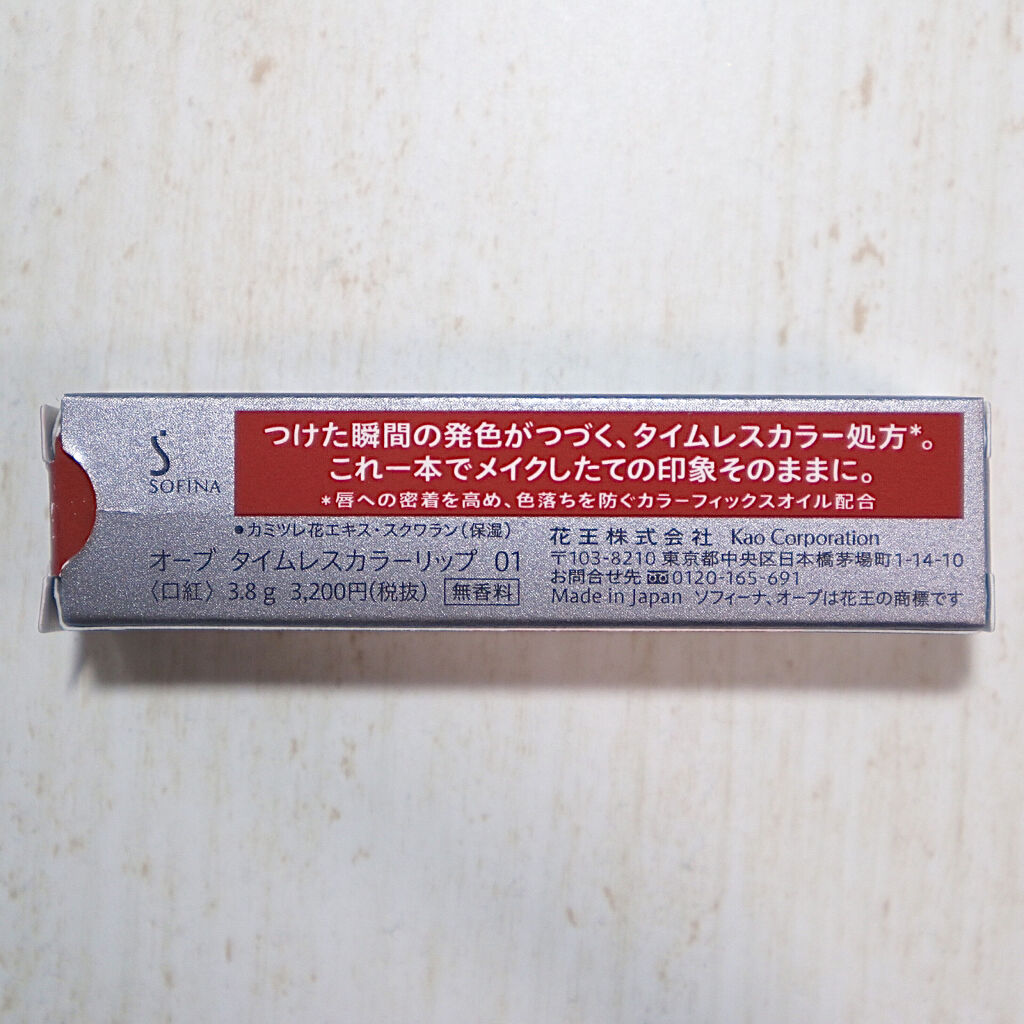 SOFINA
つけた瞬間の発色がつづく、タイムレスカラー処方*。
これ一本でメイクしたての印象そのままに。
*唇への密着を高め、色落ちを防ぐカラーフィックスオイル配合
●カミツレ花エキス・スクワラン(保湿)
オーブ タイムレスカラーリップ 01
〈口紅〉3.8g 3,200円(税抜) 無香料
花王株式会社 Kao Corporation
〒103-8210 東京都中央区日本橋茅場町1-14-10
お問合せ先 0120-165-691
Made in Japan ソフィーナ、オーブは花王の商標です